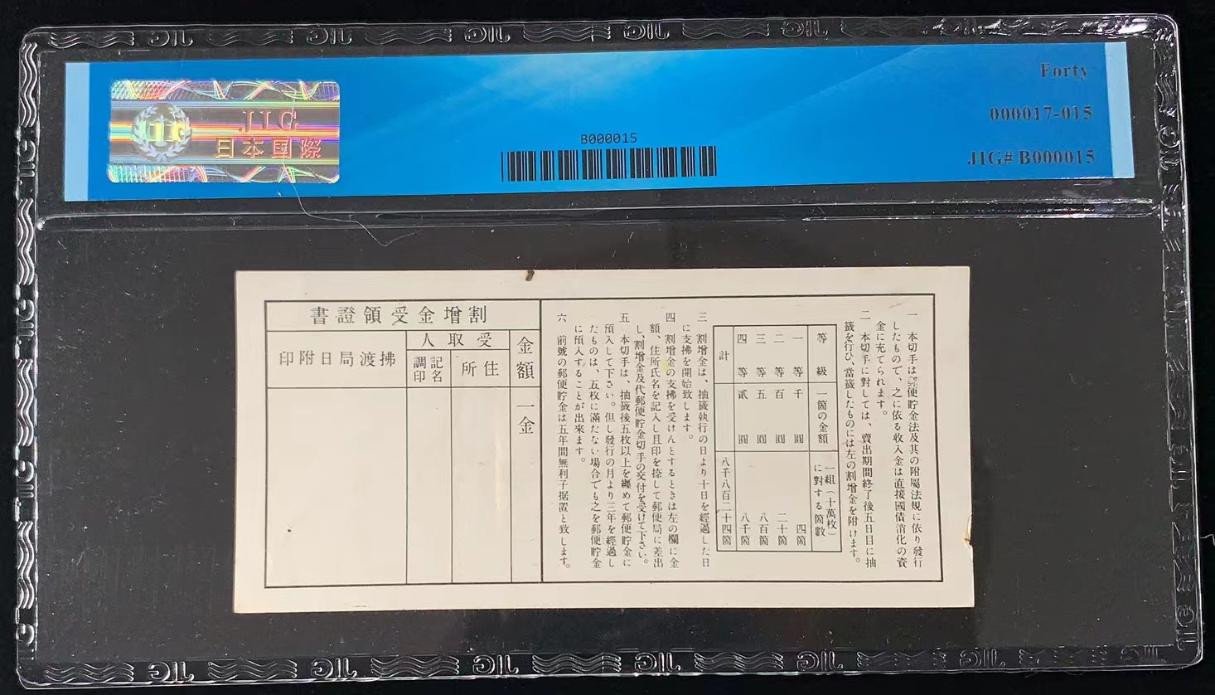 JIG
日本国際
B000015
Forty
000017-015
JIG# B000015
一 本切手は郵便貯金法及其の附屬法規に依り發行
したもので、之に依る收入金は直接國債消化の資
金に充てられます。
二 本切手に對しては、賣出期間終了後五日目に抽
籤を行ひ、當籤したものには左の割增金を附けます。
等級 一箇の金額 一組(十萬枚)に對する箇數
一等 千圓 四箇
二等 百圓 二十箇
三等 五圓 八百箇
四等 貳圓 八千箇
計 八千八百二十四箇
三 割增金は、抽籤執行の日より十日を經過した日
に支拂を開始致します。
四 割增金の支拂を受けんとするときは左の欄に金
額、住所氏名を記入し且印を捺して郵便局に差出
し、割增金及代郵便貯金切手の交付を受けて下さい。
五 本切手は、抽籤後五枚以上を纏めて郵便貯金に
預入して下さい。但し發行の月より三年を經過し
たものは、五枚に滿たない場合でも之を郵便貯金
に預入することが出來ます。
六 前號の郵便貯金は五年間無利子据置と致します。
割增金受領證書
金額
一金
受取人
住所
記名調印
拂渡局日附印